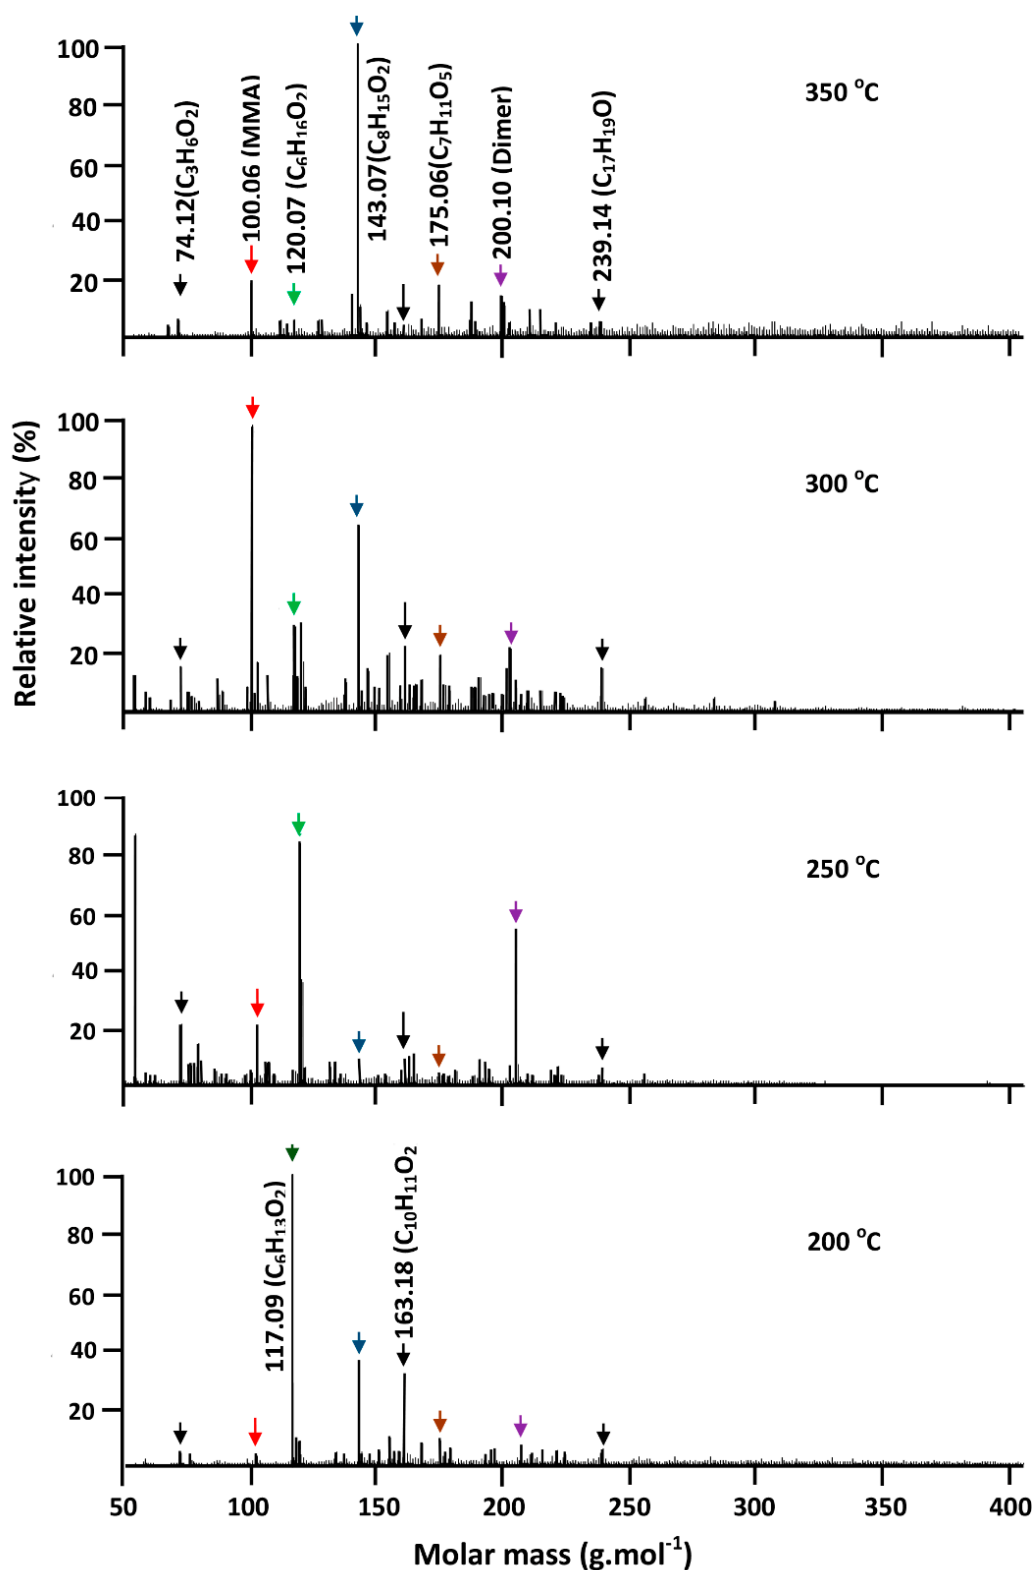 350 °C
100
80
60
40
20
74.12(C₃H₆O₂)
100.06 (MMA)
120.07 (C₆H₁₆O₂)
143.07(C₈H₁₅O₂)
175.06(C₇H₁₁O₅)
200.10 (Dimer)
239.14 (C₁₇H₁₉O)
Relative intensity (%)
300 °C
100
80
60
40
20
250 °C
100
80
60
40
20
200 °C
100
80
60
40
20
117.09 (C₆H₁₃O₂)
163.18 (C₁₀H₁₁O₂
50 100 150 200 250 300 350 400
Molar mass (g.mol⁻¹)